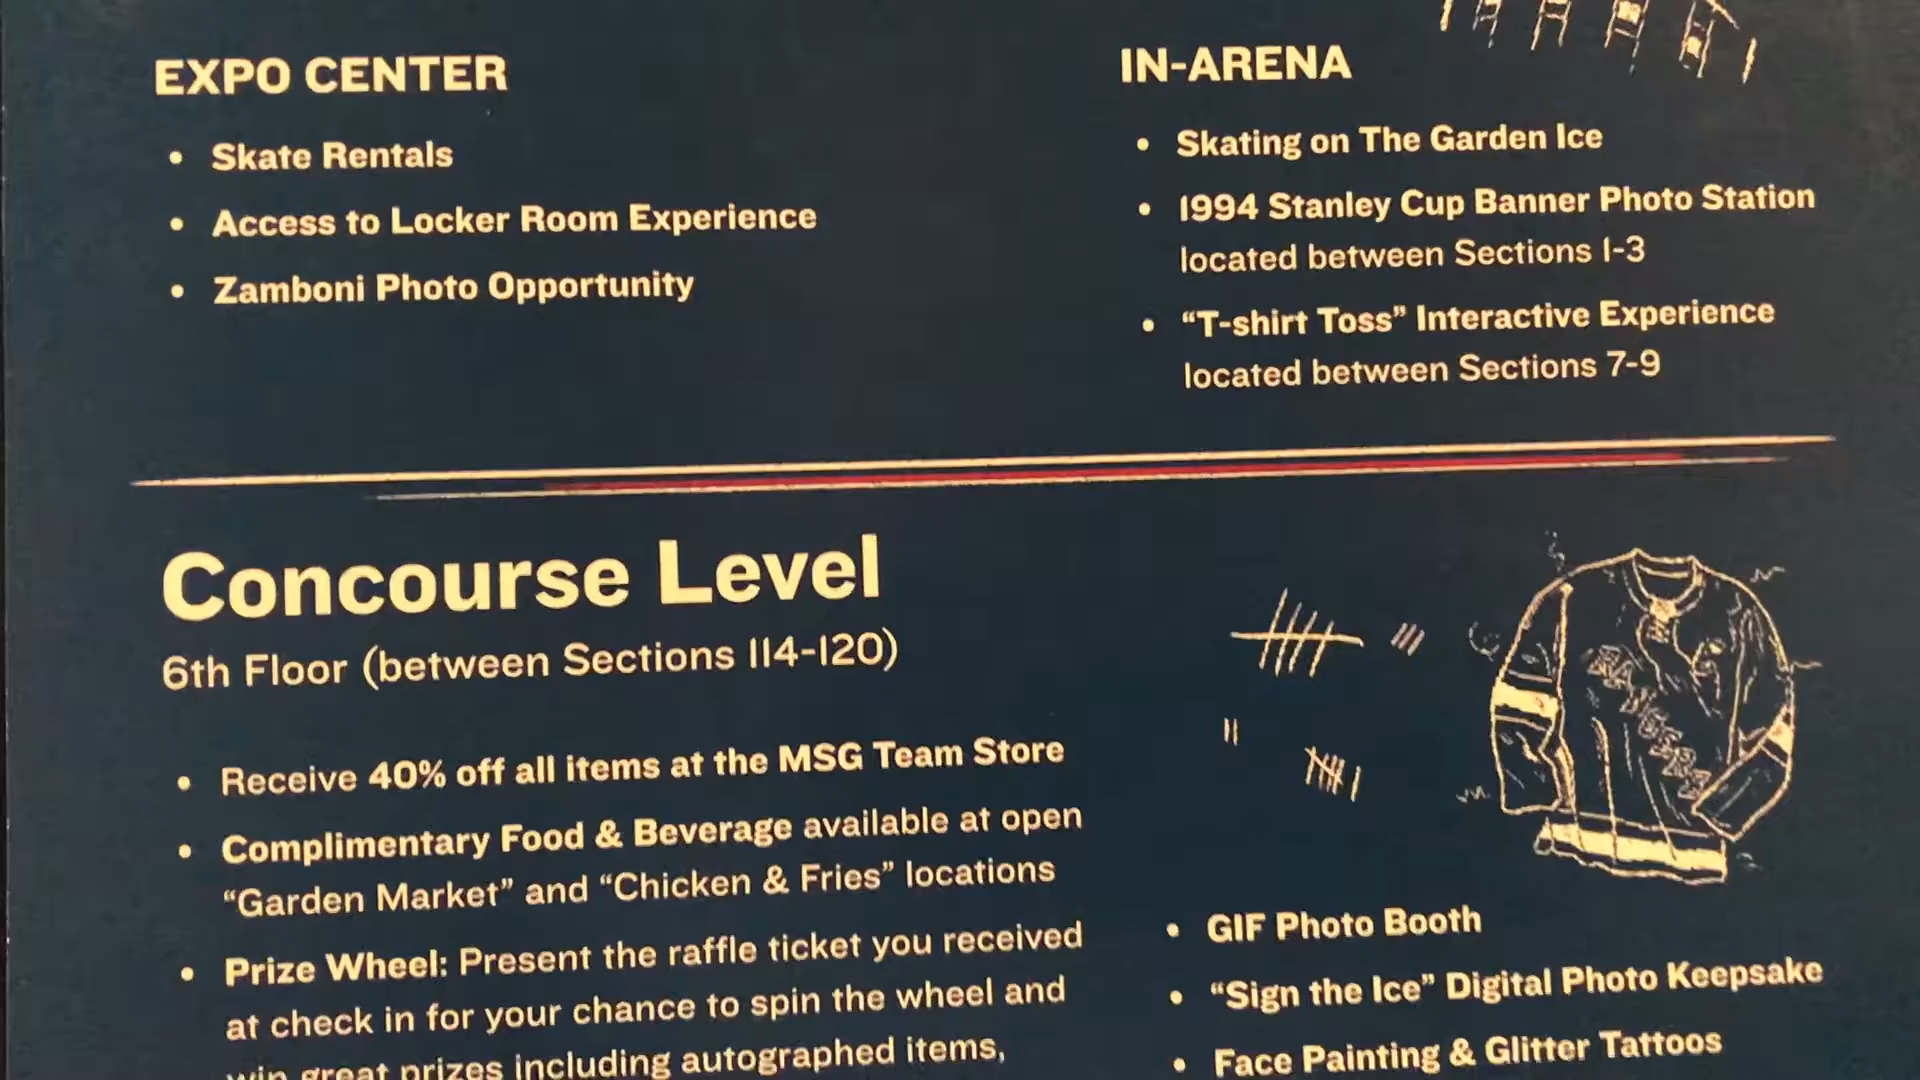 EXPO CENTER
• Skate Rentals
• Access to Locker Room Experience
• Zamboni Photo Opportunity
IN-ARENA
• Skating on The Garden Ice
• 1994 Stanley Cup Banner Photo Station
located between Sections 1-3
• “T-shirt Toss” Interactive Experience
located between Sections 7-9
Concourse Level
6th Floor (between Sections 114-120)
• Receive 40% off all items at the MSG Team Store
• Complimentary Food & Beverage available at open
“Garden Market” and “Chicken & Fries” locations
• Prize Wheel: Present the raffle ticket you received
at check in for your chance to spin the wheel and
win great prizes including autographed items,
RANGERS
• GIF Photo Booth
• “Sign the Ice” Digital Photo Keepsake
• Face Painting & Glitter Tattoos